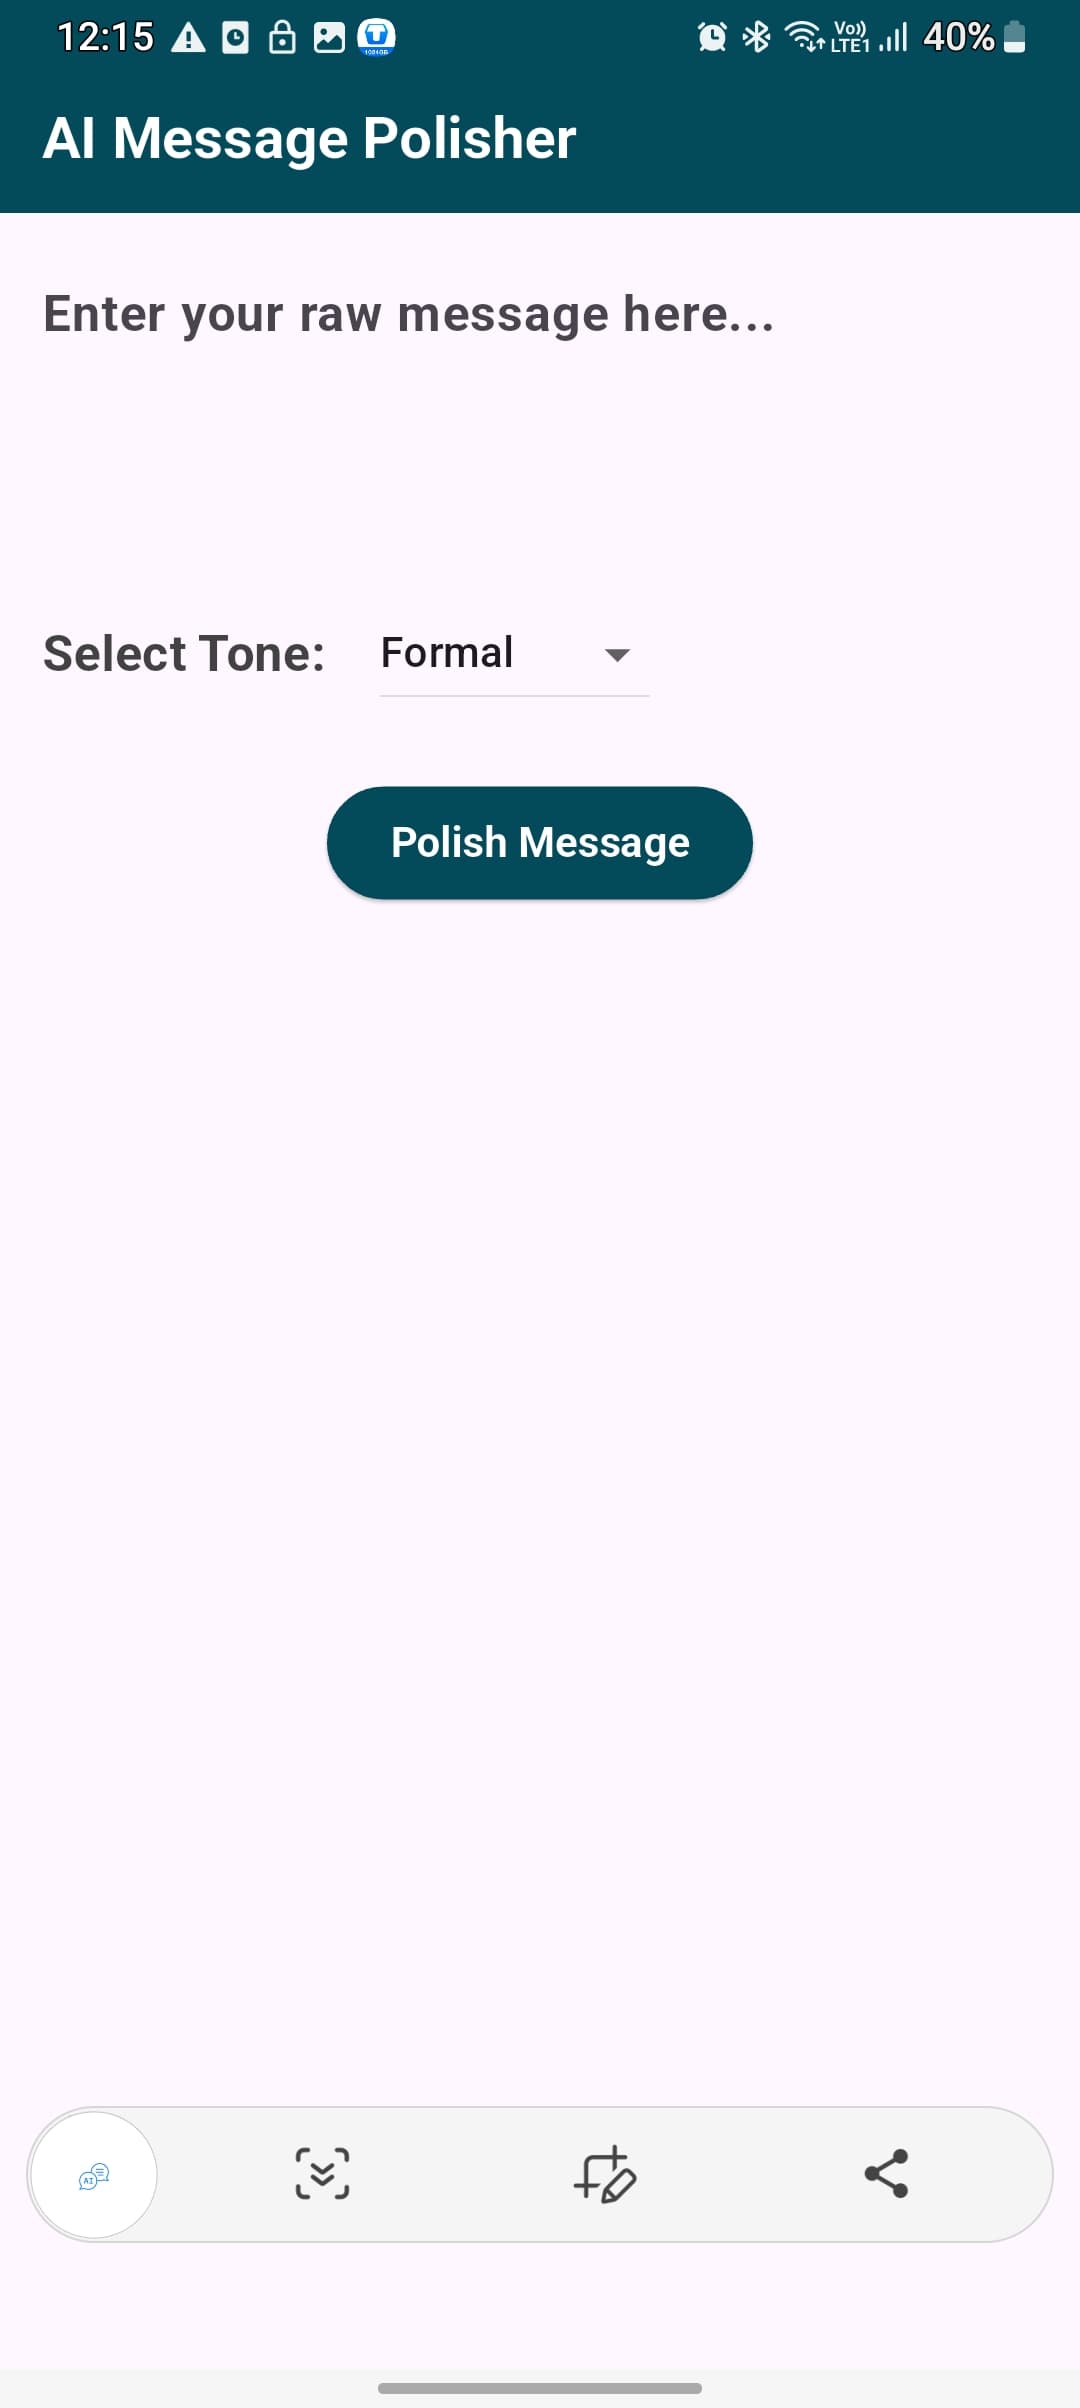 12:15 Vo)) LTE1 40%
AI Message Polisher
Enter your raw message here...
Select Tone: Formal
Polish Message
AI